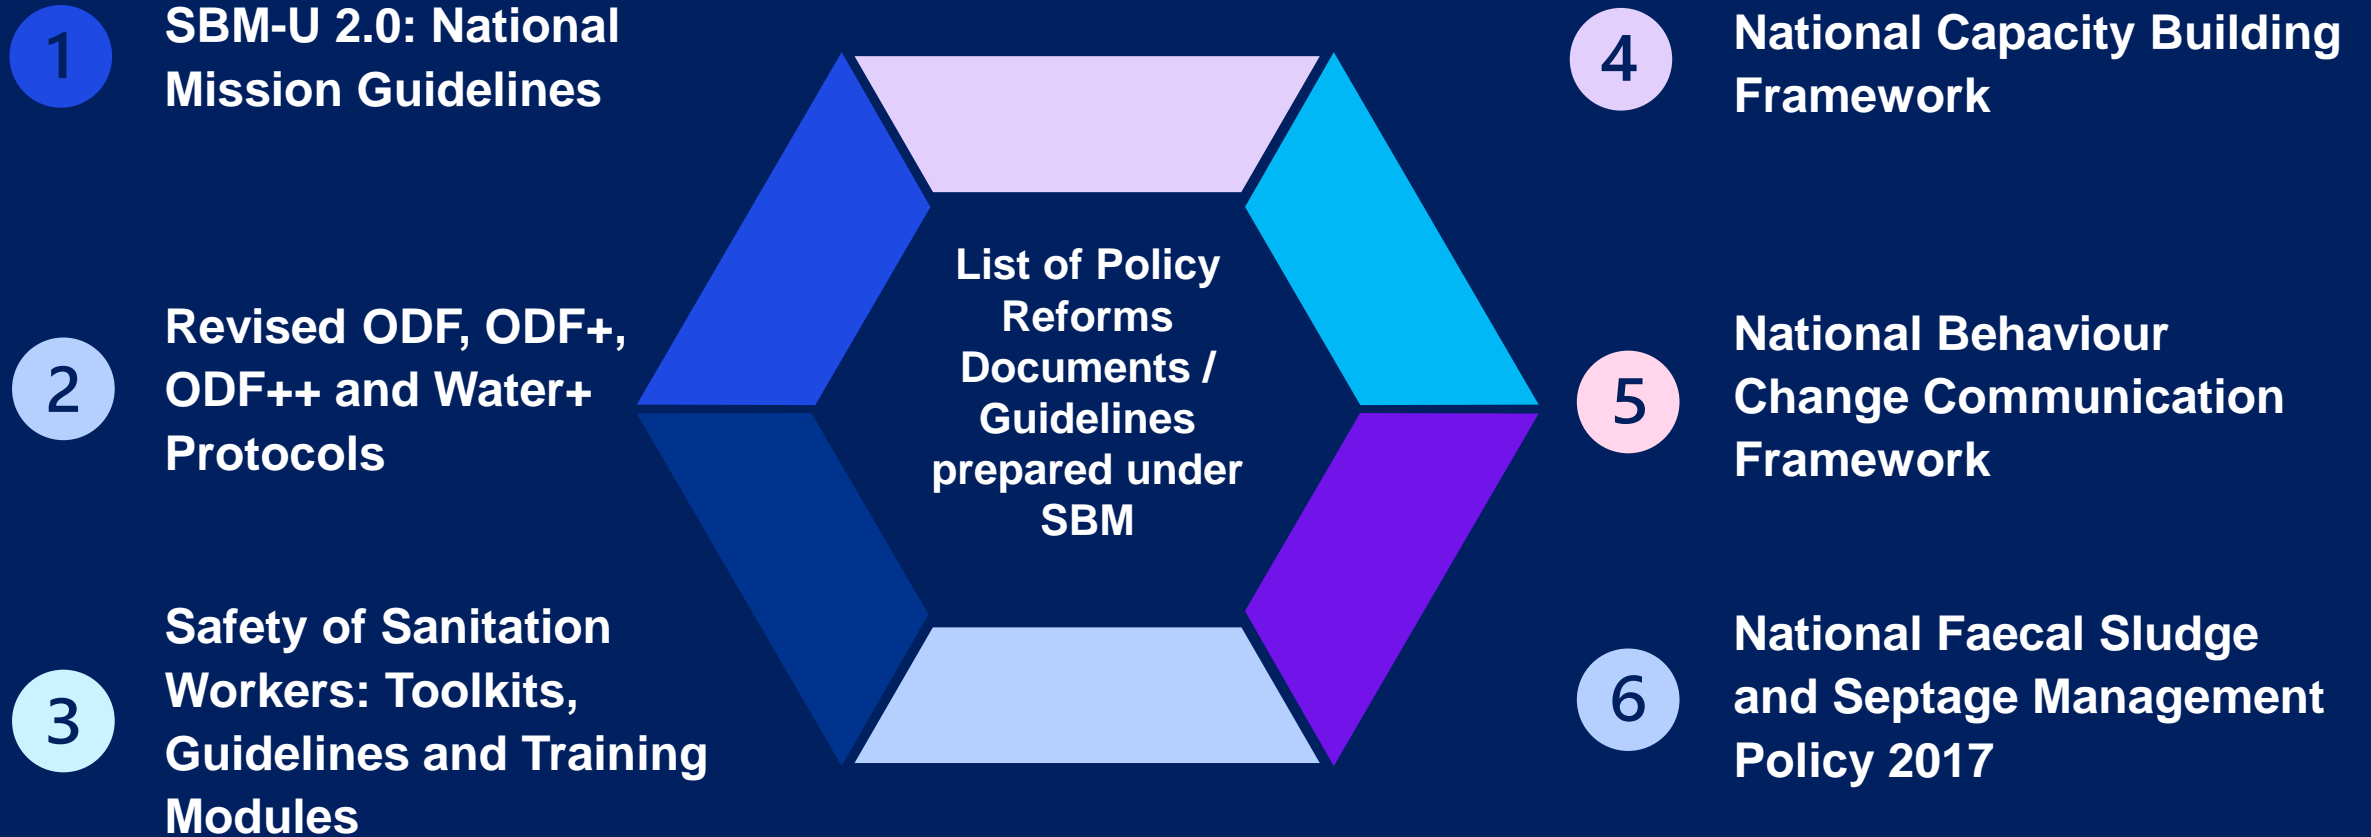 1
SBM-U 2.0: National
Mission Guidelines
2
Revised ODF, ODF+,
ODF++ and Water+
Protocols
3
Safety of Sanitation
Workers: Toolkits,
Guidelines and Training
Modules
List of Policy
Reforms
Documents /
Guidelines
prepared under
SBM
4
National Capacity Building
Framework
5
National Behaviour
Change Communication
Framework
6
National Faecal Sludge
and Septage Management
Policy 2017